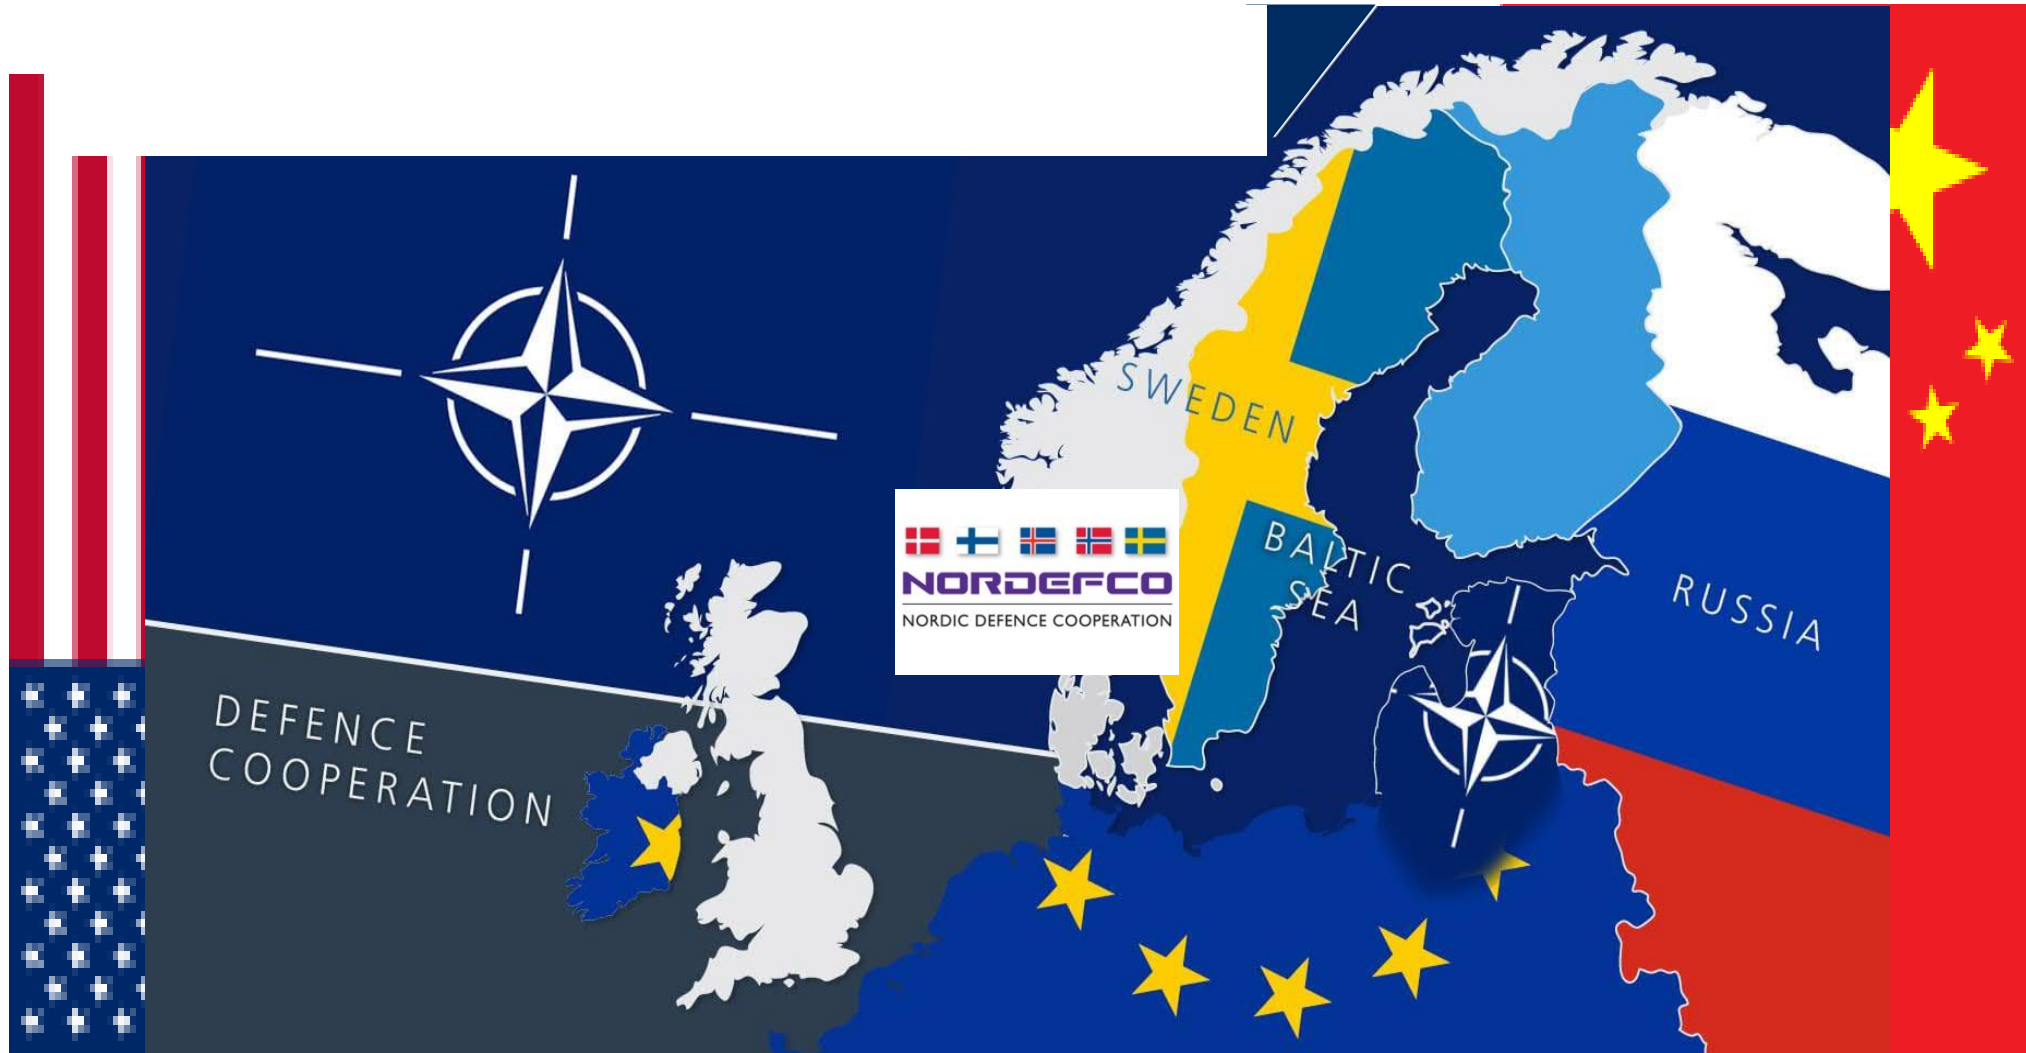 SWEDEN
BALTIC
SEA
NORDEFCO
NORDIC DEFENCE COOPERATION
RUSSIA
DEFENCE
COOPERATION